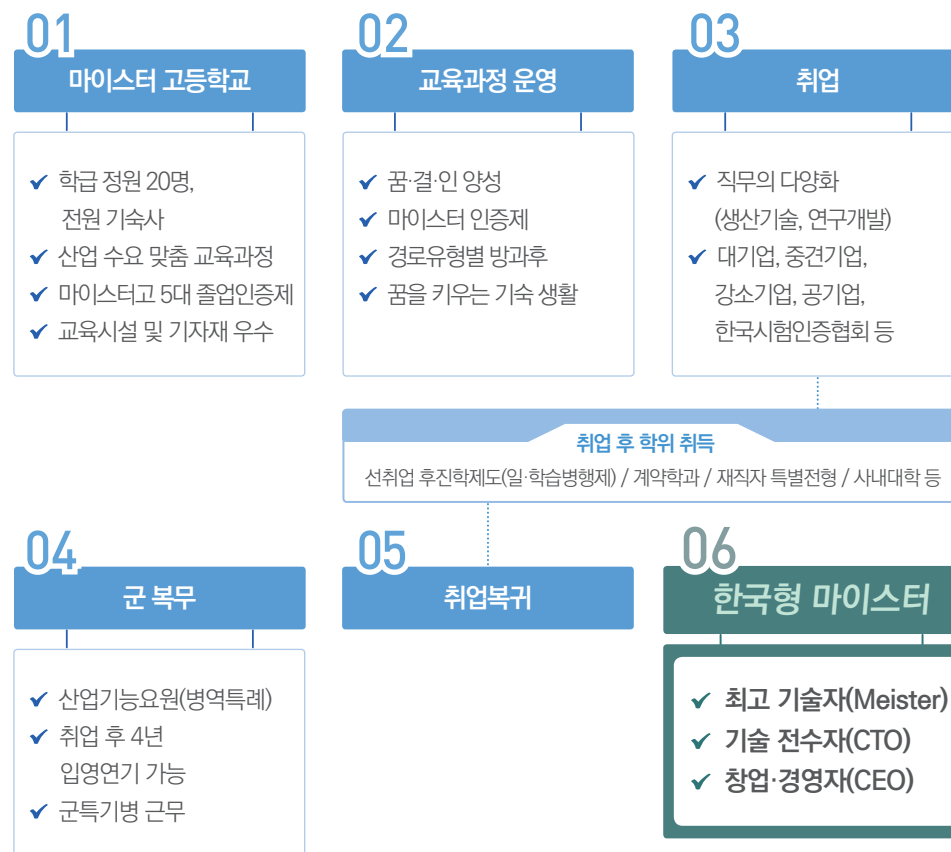 01
마이스터 고등학교
✔ 학급 정원 20명,
전원 기숙사
✔ 산업 수요 맞춤 교육과정
✔ 마이스터고 5대 졸업인증제
✔ 교육시설 및 기자재 우수
02
교육과정 운영
✔ 꿈·결·인 양성
✔ 마이스터 인증제
✔ 경로유형별 방과후
✔ 꿈을 키우는 기숙 생활
03
취업
✔ 직무의 다양화
(생산기술, 연구개발)
✔ 대기업, 중견기업,
강소기업, 공기업,
한국시험인증협회 등
취업 후 학위 취득
선취업 후진학제도(일·학습병행제) / 계약학과 / 재직자 특별전형 / 사내대학 등
04
군 복무
✔ 산업기능요원(병역특례)
✔ 취업 후 4년
입영연기 가능
✔ 군특기병 근무
05
취업복귀
06
한국형 마이스터
✔ 최고 기술자(Meister)
✔ 기술 전수자(CTO)
✔ 창업·경영자(CEO)